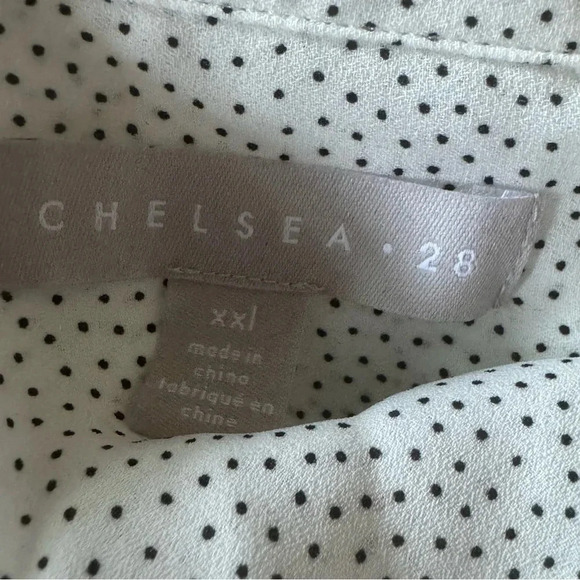 CHELSEA • 28
xxl
made in
china
fabriqué en
chine